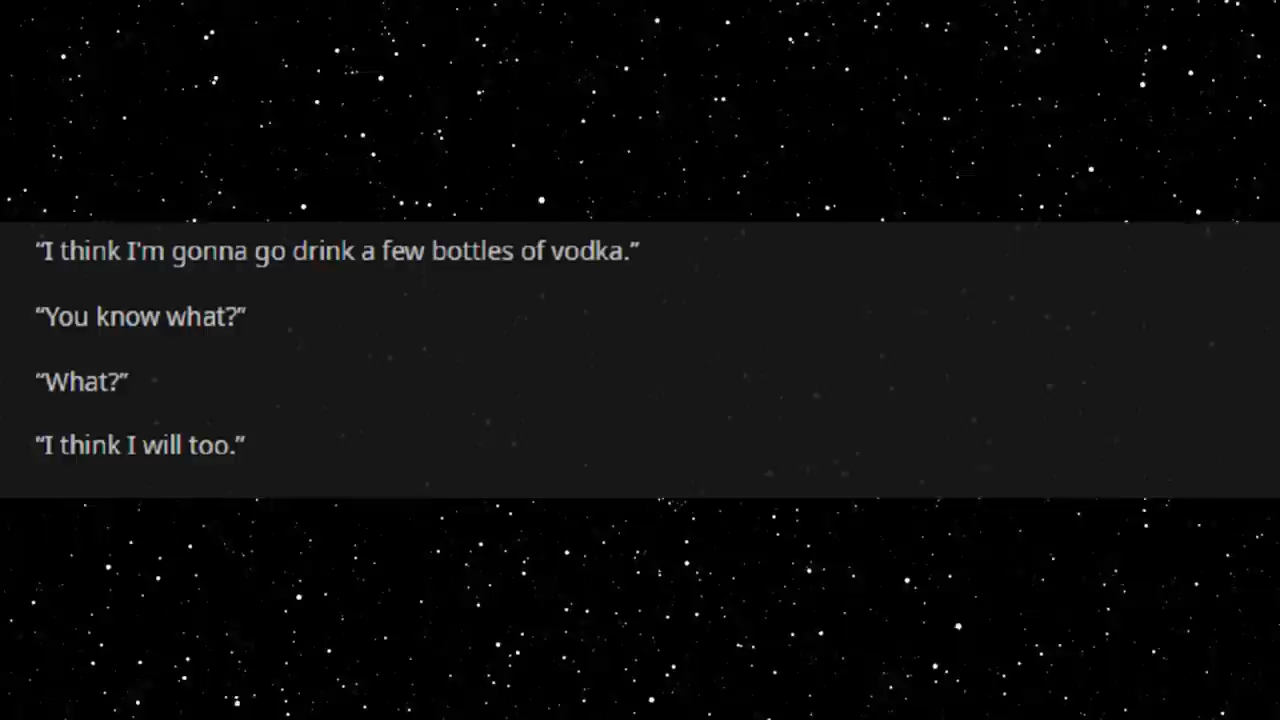 “I think I'm gonna go drink a few bottles of vodka.”
“You know what?”
“What?”
“I think I will too.”